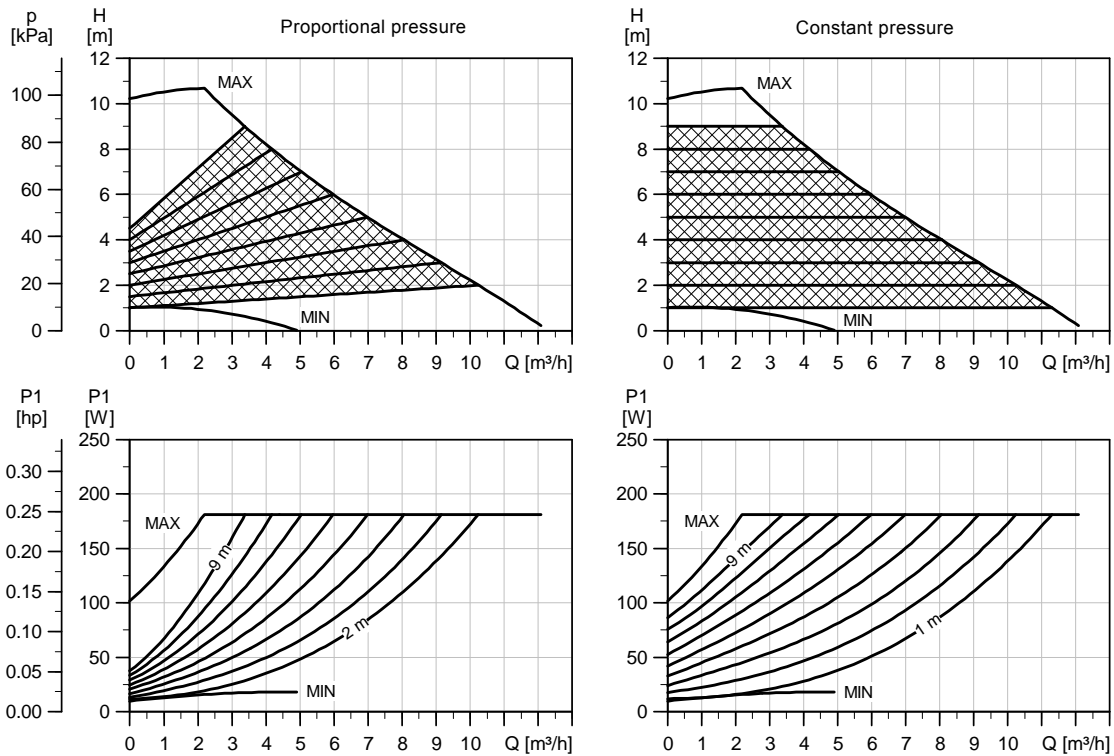 p
[kPa]
H
[m]
Proportional pressure
12
10
8
6
4
2
0
100
80
60
40
20
0
MAX
MIN
0 1 2 3 4 5 6 7 8 9 10 Q [m³/h]
H
[m]
Constant pressure
12
10
8
6
4
2
0
MAX
MIN
0 1 2 3 4 5 6 7 8 9 10 Q [m³/h]
P1
[hp]
P1
[W]
0.30
0.25
0.20
0.15
0.10
0.05
0.00
250
200
150
100
50
0
MAX
9 m
2 m
MIN
0 1 2 3 4 5 6 7 8 9 10 Q [m³/h]
P1
[W]
250
200
150
100
50
0
MAX
9 m
1 m
MIN
0 1 2 3 4 5 6 7 8 9 10 Q [m³/h]